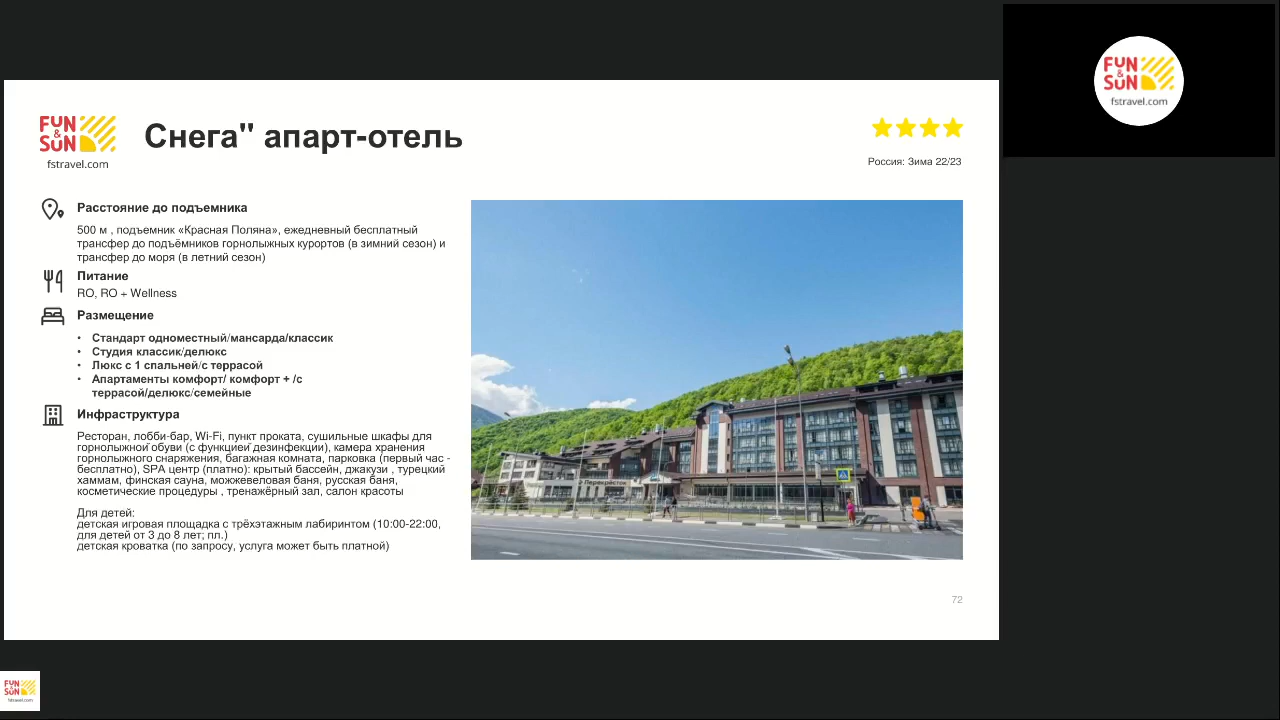 FUN
&
SUN
fstravel.com
FUN
&
SUN
fstravel.com
Снега" апарт-отель
Россия: Зима 22/23
Расстояние до подъемника
500 м , подъемник «Красная Поляна», ежедневный бесплатный
трансфер до подъёмников горнолыжных курортов (в зимний сезон) и
трансфер до моря (в летний сезон)
Питание
RO, RO + Wellness
Размещение
• Стандарт одноместный/мансарда/классик
• Студия классик/делюкс
• Люкс с 1 спальней/с террасой
• Апартаменты комфорт/ комфорт + /с
террасой/делюкс/семейные
Инфраструктура
Ресторан, лобби-бар, Wi-Fi, пункт проката, сушильные шкафы для
горнолыжной обуви (с функцией дезинфекции), камера хранения
горнолыжного снаряжения, багажная комната, парковка (первый час -
бесплатно), SPA центр (платно): крытый бассейн, джакузи , турецкий
хаммам, финская сауна, можжевеловая баня, русская баня,
косметические процедуры , тренажёрный зал, салон красоты
Для детей:
детская игровая площадка с трёхэтажным лабиринтом (10:00-22:00,
для детей от 3 до 8 лет; пл.)
детская кроватка (по запросу, услуга может быть платной)
Перекрёсток
72
FUN
&
SUN
fstravel.com